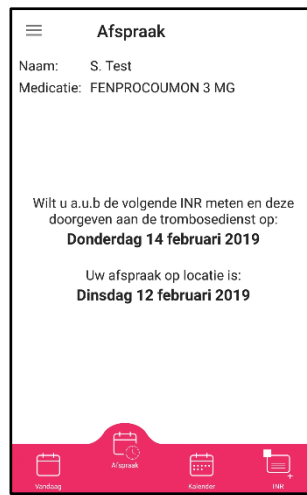 Afspraak
Naam: S. Test
Medicatie: FENPROCOUMON 3 MG
Wilt u a.u.b de volgende INR meten en deze
doorgeven aan de trombosedienst op:
Donderdag 14 februari 2019
Uw afspraak op locatie is:
Dinsdag 12 februari 2019
Vandaag
Afspraak
Kalender
INR